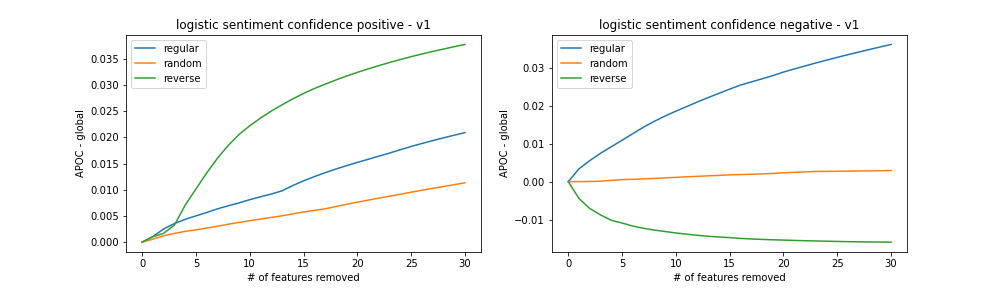 logistic sentiment confidence positive - v1
APOC - global
0.035
0.030
0.025
0.020
0.015
0.010
0.005
0.000
regular
random
reverse
0 5 10 15 20 25 30
# of features removed
logistic sentiment confidence negative - v1
APOC - global
0.03
0.02
0.01
0.00
−0.01
regular
random
reverse
0 5 10 15 20 25 30
# of features removed